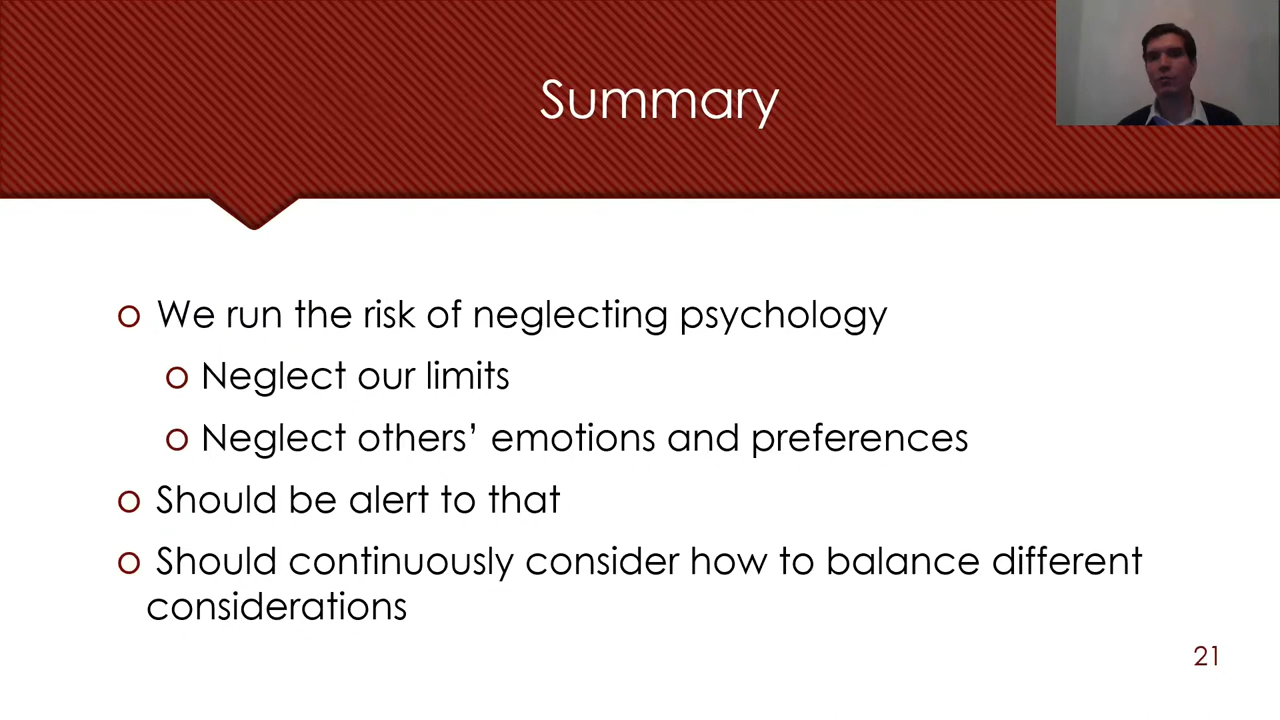 Summary
o We run the risk of neglecting psychology
o Neglect our limits
o Neglect others’ emotions and preferences
o Should be alert to that
o Should continuously consider how to balance different
considerations
21